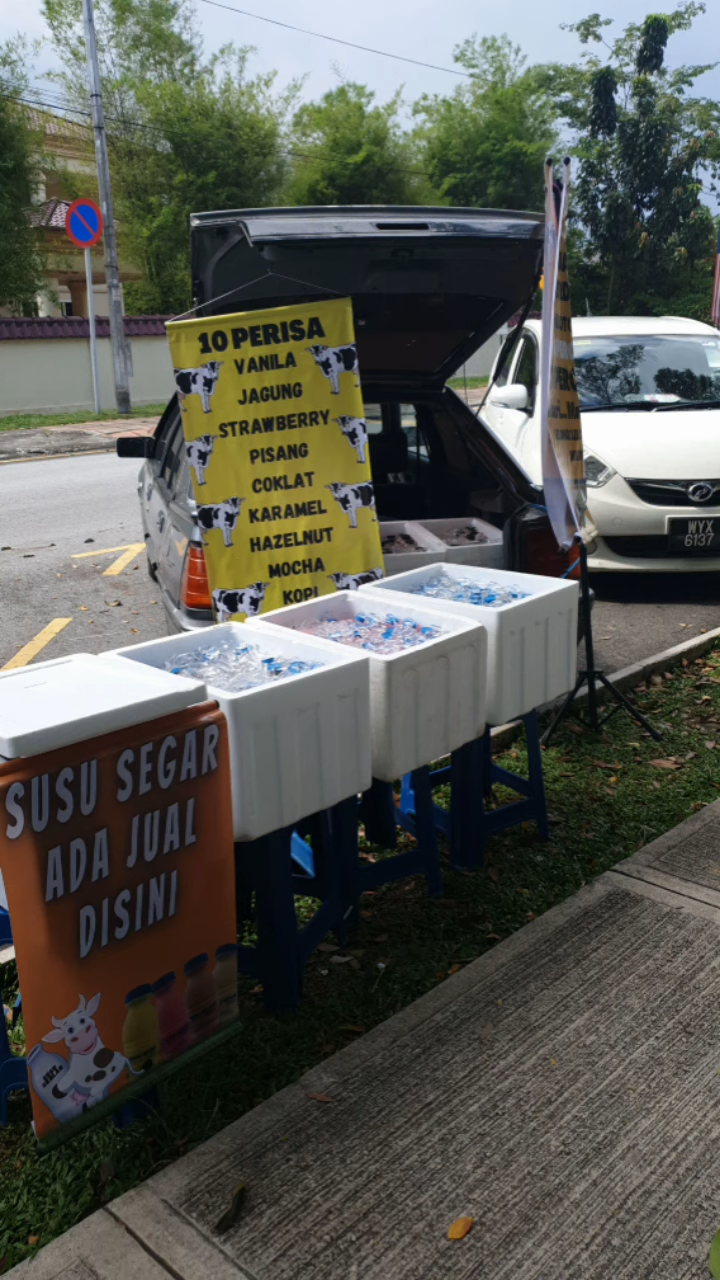 10 PERISA
VANILA
JAGUNG
STRAWBERRY
PISANG
COKLAT
KARAMEL
HAZELNUT
MOCHA
KOPI
WYX
6137
SUSU SEGAR
ADA JUAL
DISINI